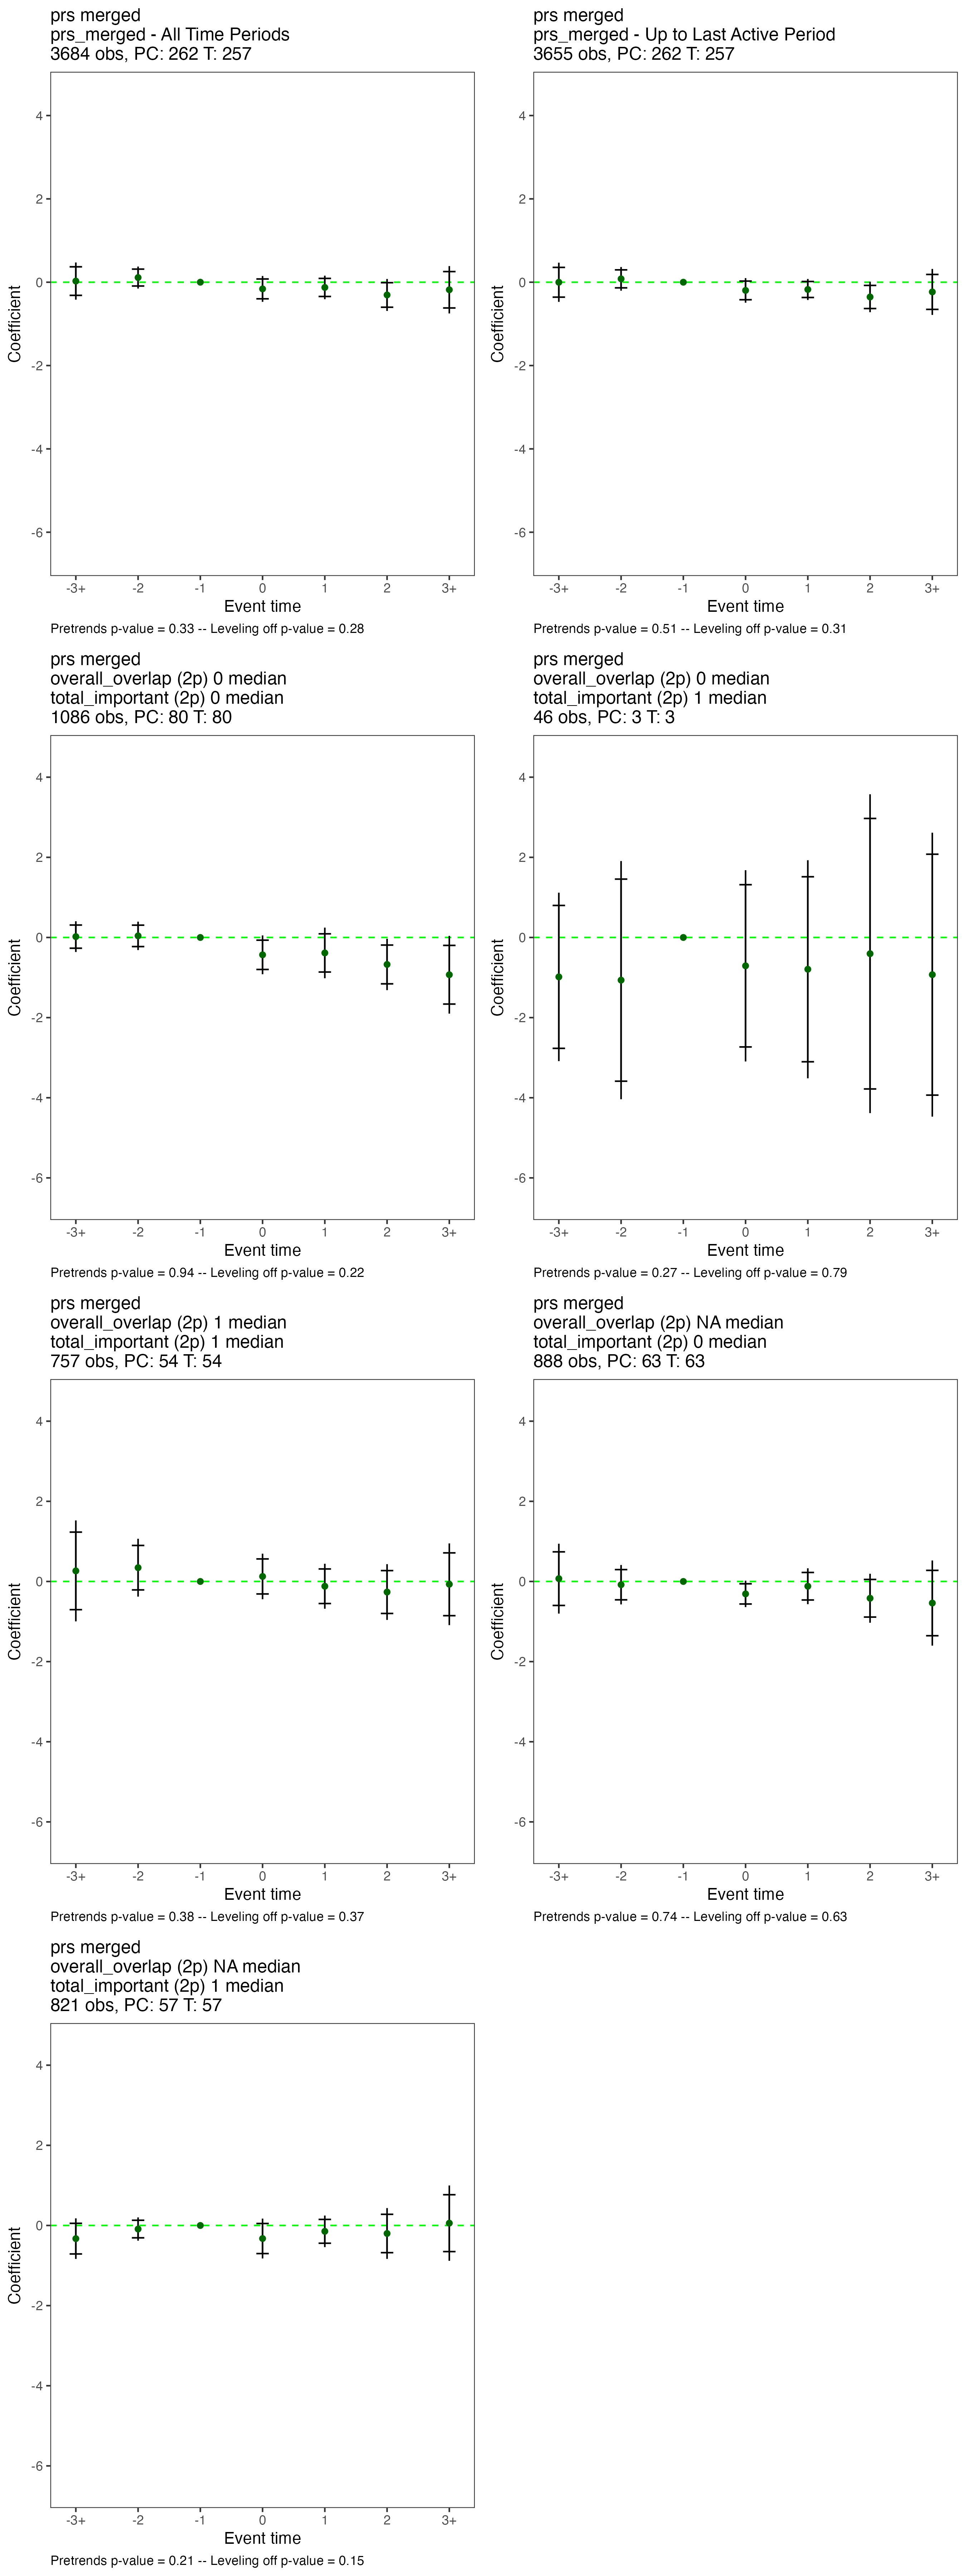 prs merged
prs_merged - All Time Periods
3684 obs, PC: 262 T: 257
4
2
0
-2
-4
-6
Coefficient
-3+ -2 -1 0 1 2 3+
Event time
Pretrends p-value = 0.33 -- Leveling off p-value = 0.28
prs merged
prs_merged - Up to Last Active Period
3655 obs, PC: 262 T: 257
4
2
0
-2
-4
-6
Coefficient
-3+ -2 -1 0 1 2 3+
Event time
Pretrends p-value = 0.51 -- Leveling off p-value = 0.31
prs merged
overall_overlap (2p) 0 median
total_important (2p) 0 median
1086 obs, PC: 80 T: 80
4
2
0
-2
-4
-6
Coefficient
-3+ -2 -1 0 1 2 3+
Event time
Pretrends p-value = 0.94 -- Leveling off p-value = 0.22
prs merged
overall_overlap (2p) 0 median
total_important (2p) 1 median
46 obs, PC: 3 T: 3
4
2
0
-2
-4
-6
Coefficient
-3+ -2 -1 0 1 2 3+
Event time
Pretrends p-value = 0.27 -- Leveling off p-value = 0.79
prs merged
overall_overlap (2p) 1 median
total_important (2p) 1 median
757 obs, PC: 54 T: 54
4
2
0
-2
-4
-6
Coefficient
-3+ -2 -1 0 1 2 3+
Event time
Pretrends p-value = 0.38 -- Leveling off p-value = 0.37
prs merged
overall_overlap (2p) NA median
total_important (2p) 0 median
888 obs, PC: 63 T: 63
4
2
0
-2
-4
-6
Coefficient
-3+ -2 -1 0 1 2 3+
Event time
Pretrends p-value = 0.74 -- Leveling off p-value = 0.63
prs merged
overall_overlap (2p) NA median
total_important (2p) 1 median
821 obs, PC: 57 T: 57
4
2
0
-2
-4
-6
Coefficient
-3+ -2 -1 0 1 2 3+
Event time
Pretrends p-value = 0.21 -- Leveling off p-value = 0.15